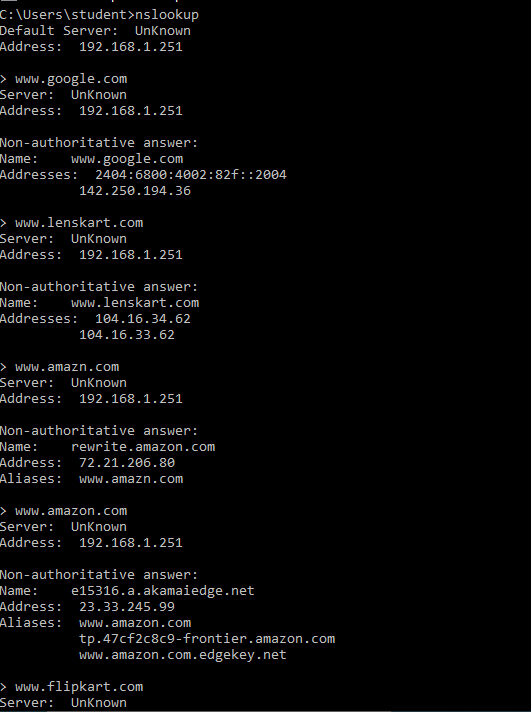 C:\Users\student>nslookup
Default Server:  UnKnown
Address:  192.168.1.251
> www.google.com
Server:  UnKnown
Address:  192.168.1.251
Non-authoritative answer:
Name:    www.google.com
Addresses:  2404:6800:4002:82f::2004
142.250.194.36
> www.lenskart.com
Server:  UnKnown
Address:  192.168.1.251
Non-authoritative answer:
Name:    www.lenskart.com
Addresses:  104.16.34.62
104.16.33.62
> www.amazn.com
Server:  UnKnown
Address:  192.168.1.251
Non-authoritative answer:
Name:    rewrite.amazon.com
Address:  72.21.206.80
Aliases:  www.amazn.com
> www.amazon.com
Server:  UnKnown
Address:  192.168.1.251
Non-authoritative answer:
Name:    e15316.a.akamaiedge.net
Address:  23.33.245.99
Aliases:  www.amazon.com
tp.47cf2c8c9-frontier.amazon.com
www.amazon.com.edgekey.net
> www.flipkart.com
Server:  UnKnown